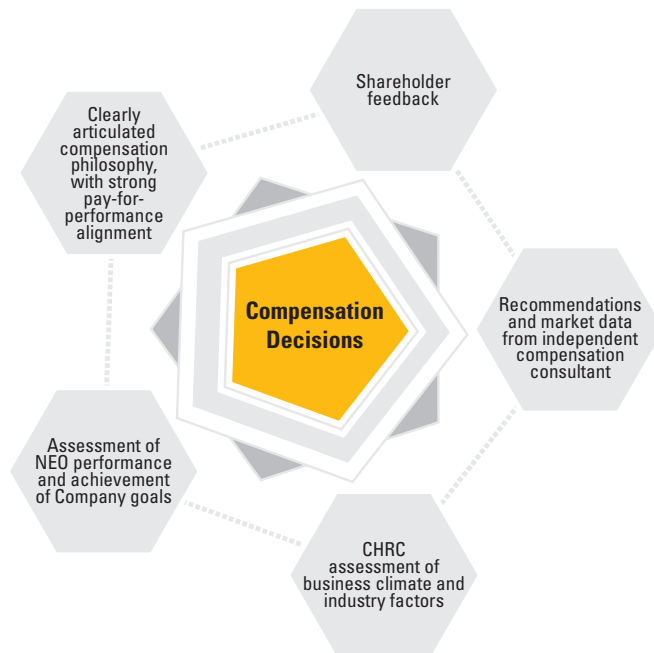 Shareholder
feedback
Clearly
articulated
compensation
philosophy,
with strong
pay-for-
performance
alignment
Compensation
Decisions
Recommendations
and market data
from independent
compensation
consultant
Assessment of
NEO performance
and achievement
of Company goals
CHRC
assessment of
business climate and
industry factors